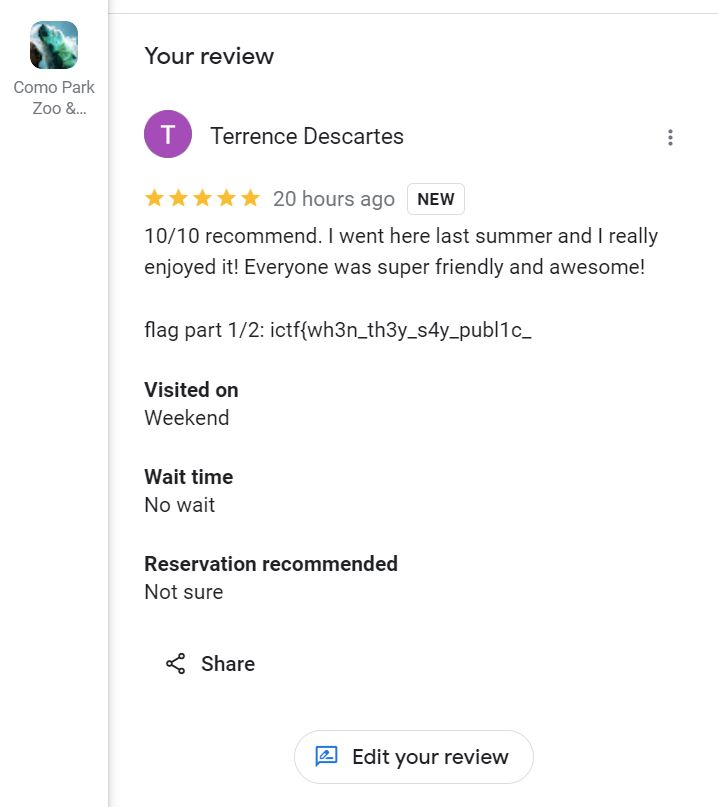 Como Park
Zoo &...
Your review
T
Terrence Descartes
20 hours ago NEW
10/10 recommend. I went here last summer and I really
enjoyed it! Everyone was super friendly and awesome!
flag part 1/2: ictf{wh3n_th3y_s4y_publ1c_
Visited on
Weekend
Wait time
No wait
Reservation recommended
Not sure
Share
Edit your review